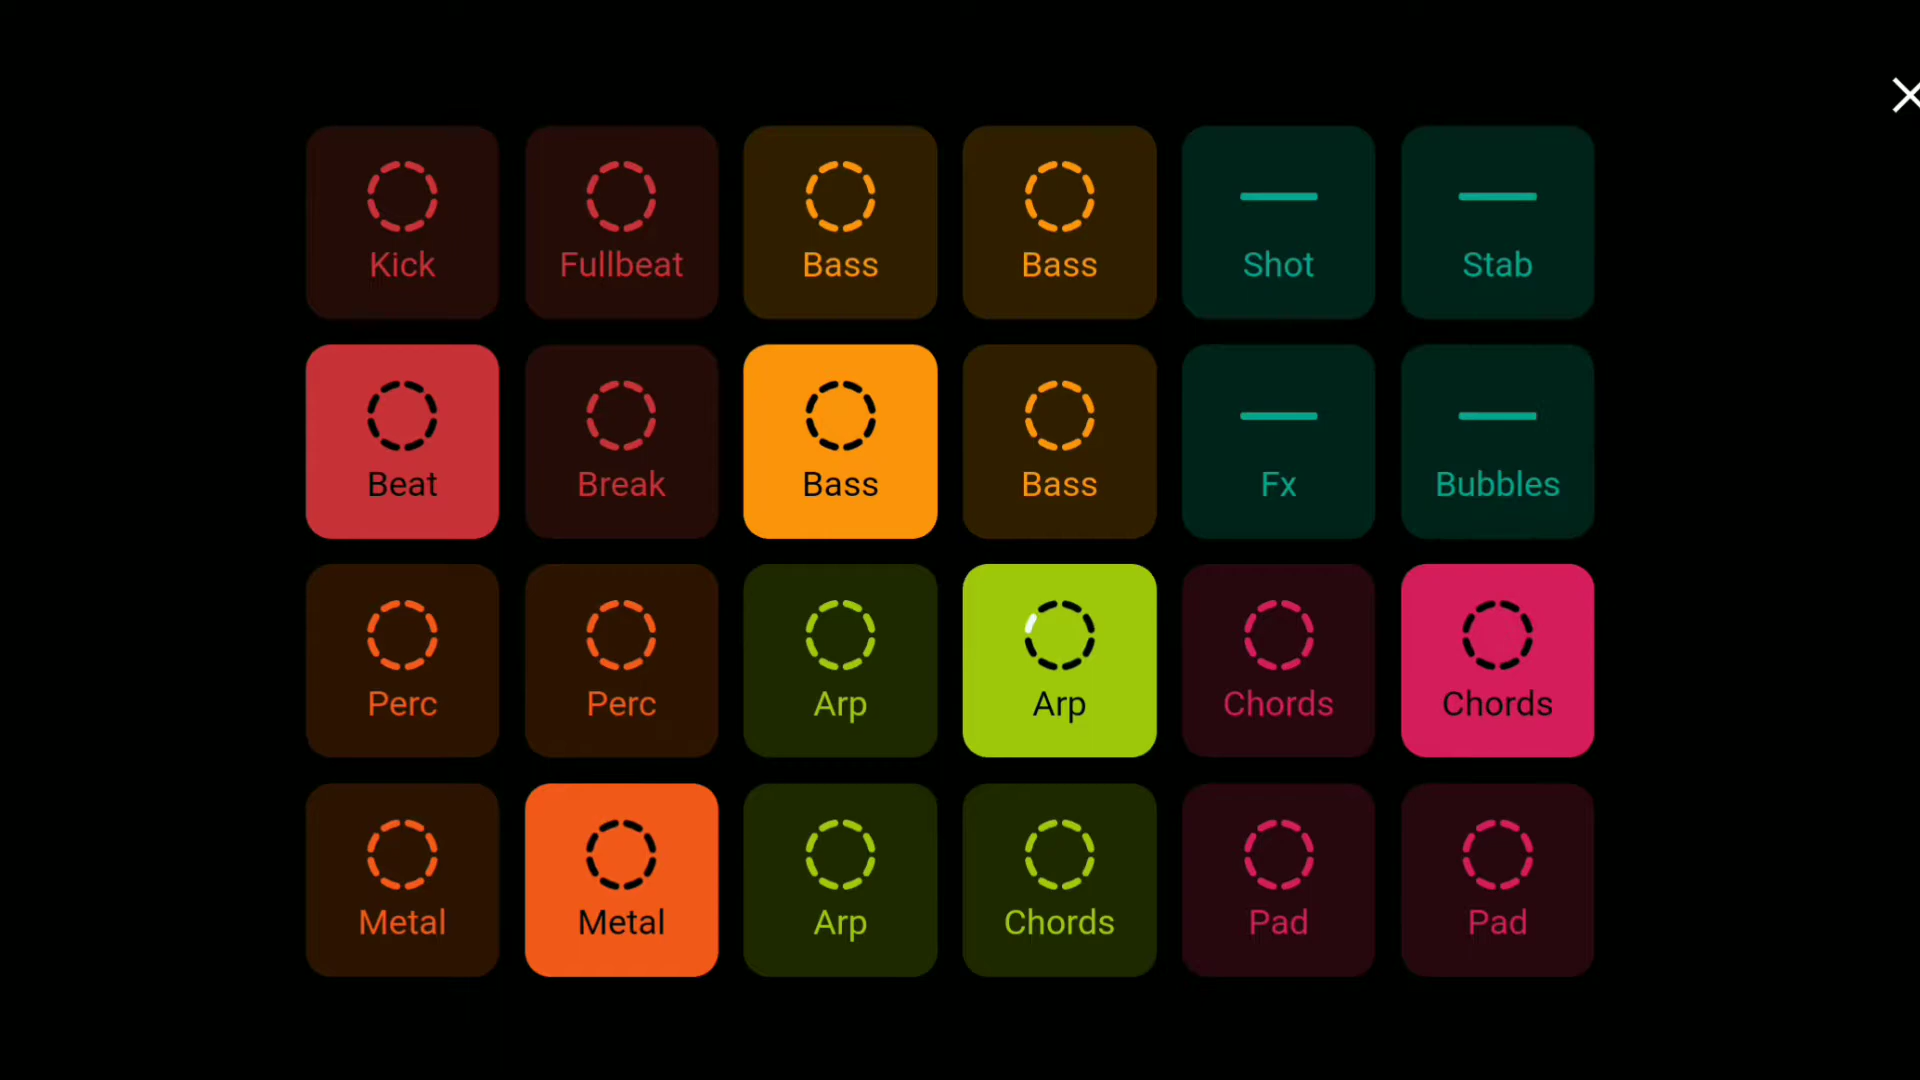 Kick Fullbeat Bass Bass Shot Stab
Beat Break Bass Bass Fx Bubbles
Perc Perc Arp Arp Chords Chords
Metal Metal Arp Chords Pad Pad